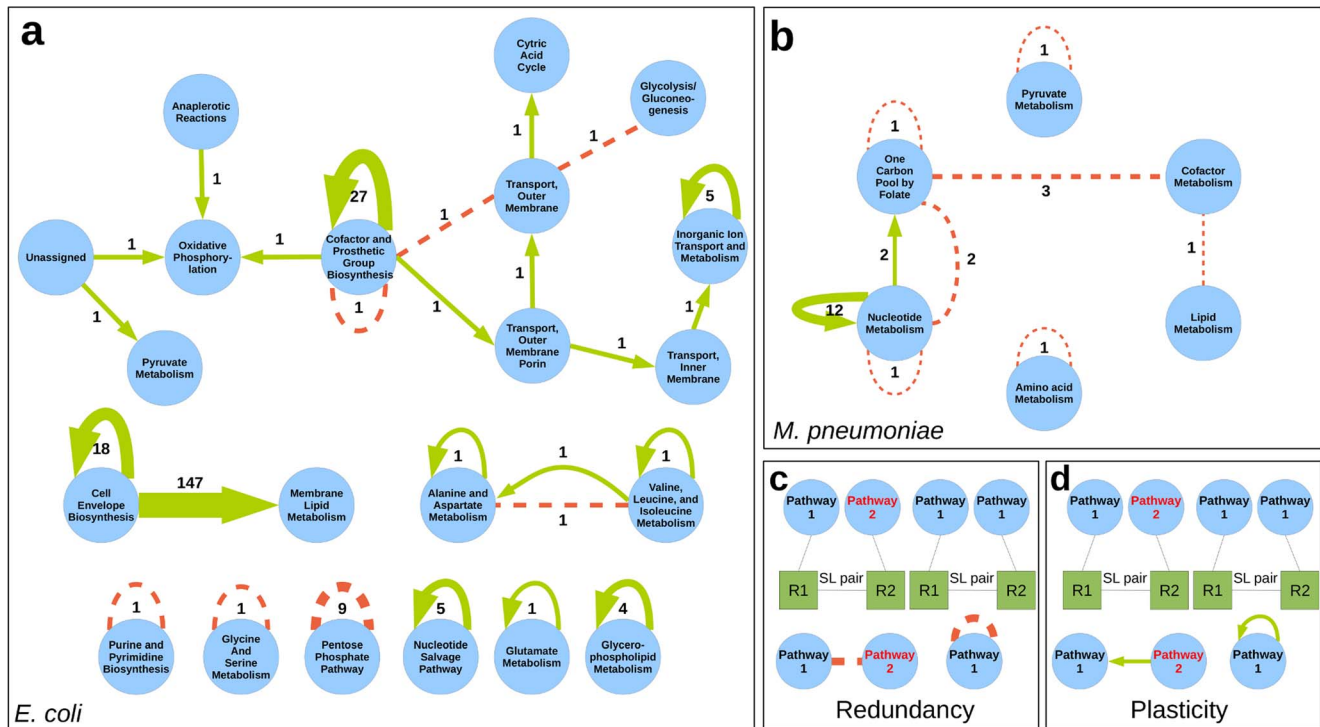 a
Cytric
Acid
Cycle
Glycolysis/
Gluconeo-
genesis
Anaplerotic
Reactions
1
1
1
27
1
Transport,
Outer
Membrane
5
Unassigned
1
Oxidative
Phosphory-
lation
1
Cofactor and
Prosthetic
Group
Biosynthesis
Inorganic Ion
Transport and
Metabolism
1
1
1
1
1
1
1
Pyruvate
Metabolism
Transport,
Outer
Membrane
Porin
Transport,
Inner
Membrane
18
147
Cell
Envelope
Biosynthesis
Membrane
Lipid
Metabolism
1
1
1
Alanine and
Aspartate
Metabolism
1
Valine,
Leucine, and
Isoleucine
Metabolism
1
1
9
5
1
4
Purine and
Pyrimidine
Biosynthesis
Glycine
And
Serine
Metabolism
Pentose
Phosphate
Pathway
Nucleotide
Salvage
Pathway
Glutamate
Metabolism
Glycero-
phospholipid
Metabolism
E. coli
b
1
Pyruvate
Metabolism
1
One
Carbon
Pool by
Folate
3
Cofactor
Metabolism
2
2
1
12
Nucleotide
Metabolism
Lipid
Metabolism
1
1
Amino acid
Metabolism
M. pneumoniae
c
Pathway
1
Pathway
2
Pathway
1
Pathway
1
R1
SL pair
R2
R1
SL pair
R2
Pathway
1
Pathway
2
Pathway
1
Redundancy
d
Pathway
1
Pathway
2
Pathway
1
Pathway
1
R1
SL pair
R2
R1
SL pair
R2
Pathway
1
Pathway
2
Pathway
1
Plasticity